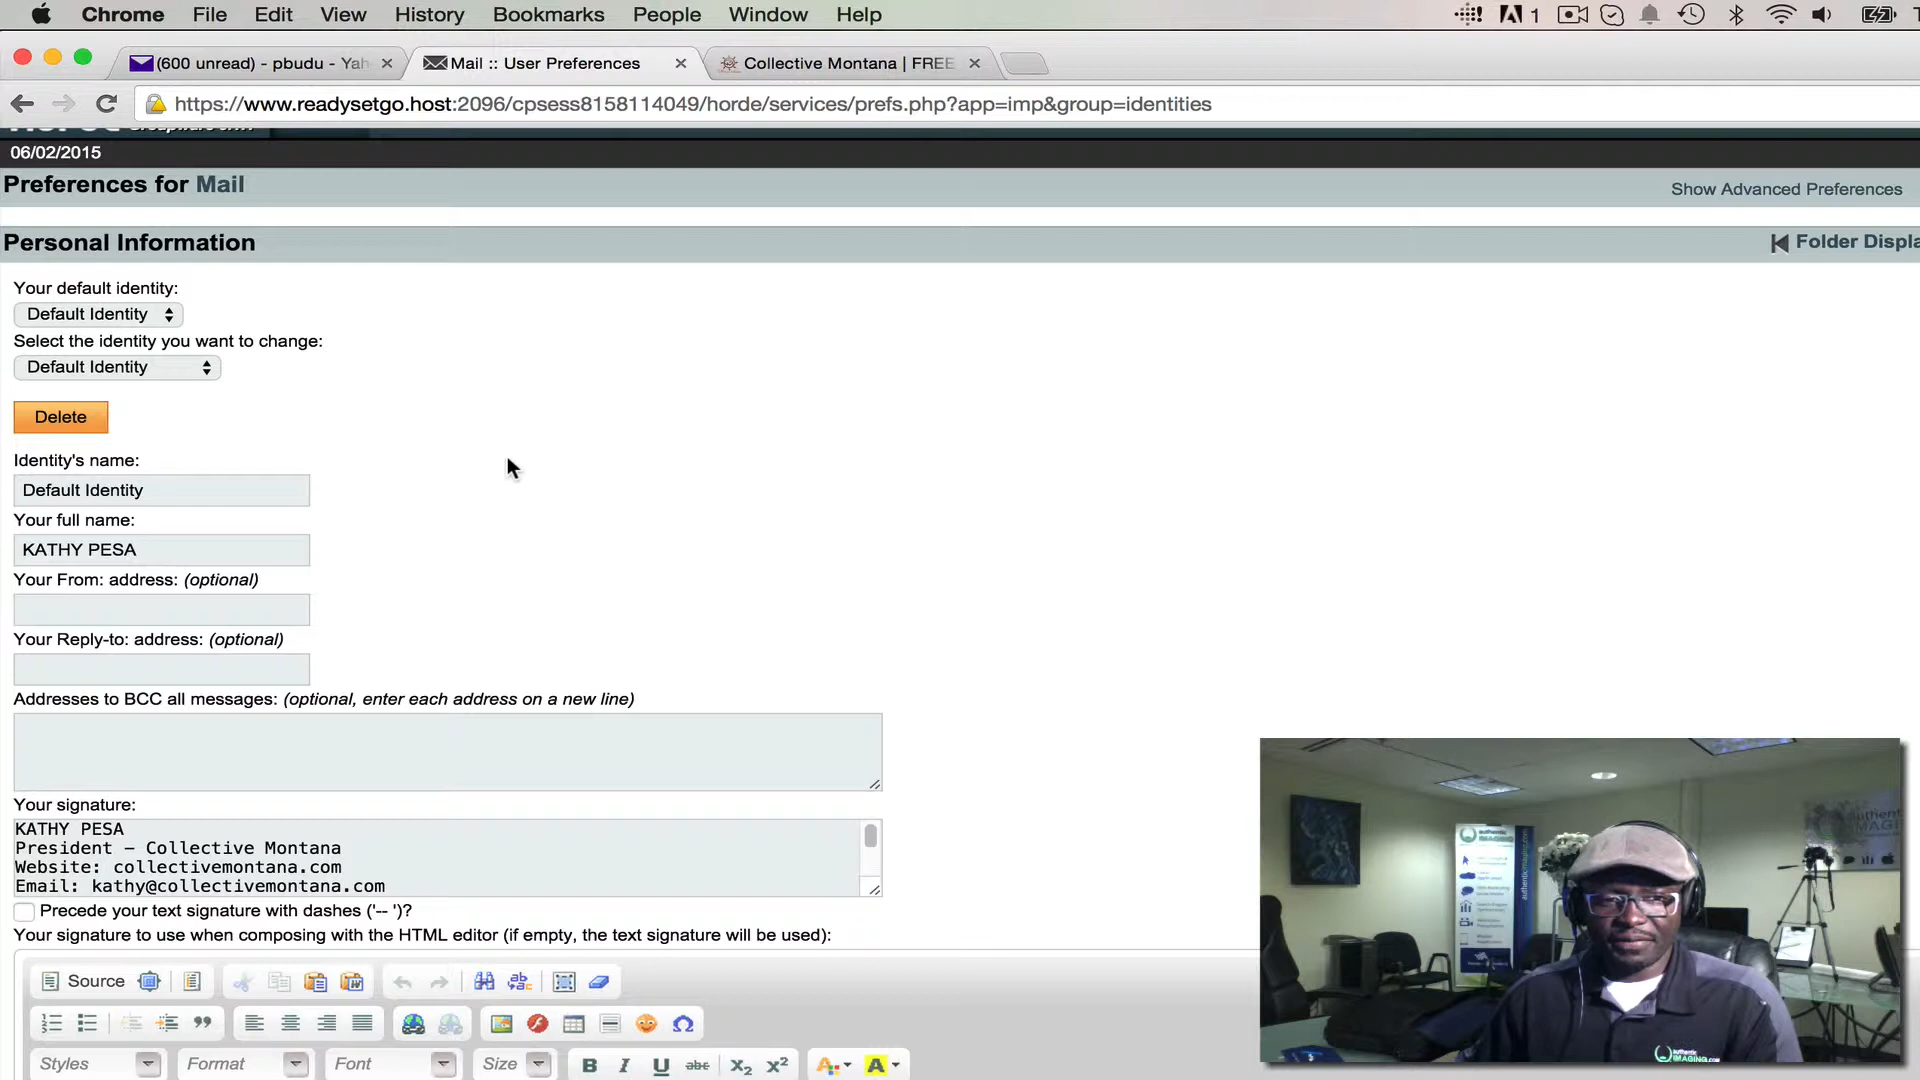 Chrome File Edit View History Bookmarks People Window Help 1
(600 unread) - pbudu - Yah
Mail :: User Preferences
Collective Montana | FREE
https://www.readysetgo.host:2096/cpsess8158114049/horde/services/prefs.php?app=imp&group=identities
06/02/2015
Preferences for Mail
Show Advanced Preferences
Personal Information
Folder Displa
Your default identity:
Default Identity
Select the identity you want to change:
Default Identity
Delete
Identity's name:
Default Identity
Your full name:
KATHY PESA
Your From: address: (optional)
Your Reply-to: address: (optional)
Addresses to BCC all messages: (optional, enter each address on a new line)
Your signature:
KATHY PESA
President – Collective Montana
Website: collectivemontana.com
Email: kathy@collectivemontana.com
Precede your text signature with dashes ('-- ')?
Your signature to use when composing with the HTML editor (if empty, the text signature will be used):
Source
Styles Format Font Size B I U abc X2 X2 A A
authentic
IMAGING
authentic
IMAGING.com